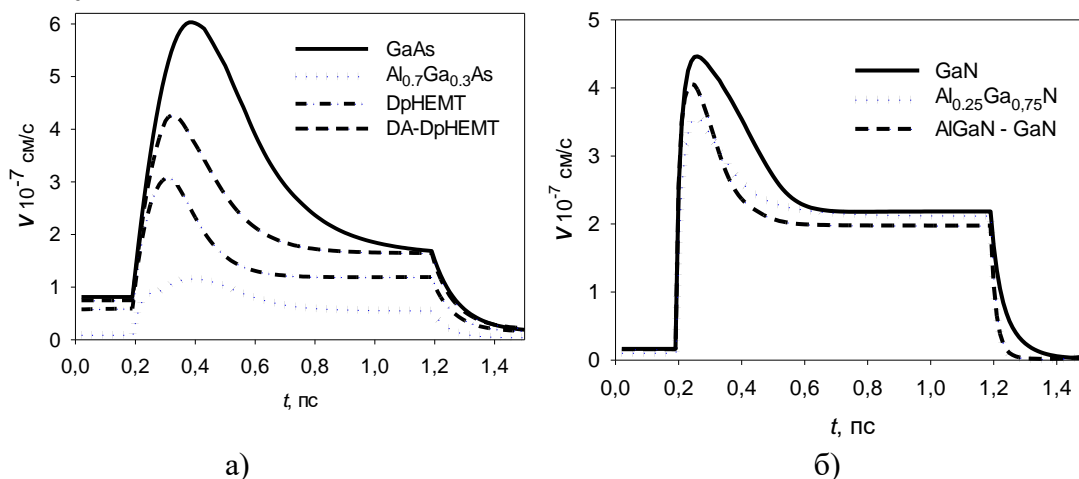 6
5
4
3
2
1
0
V 10⁻⁷ см/с
GaAs
Al0.7Ga0.3As
DpHEMT
DA-DpHEMT
0,0 0,2 0,4 0,6 0,8 1,0 1,2 1,4
t, пс
а)
5
4
3
2
1
0
V 10⁻⁷ см/с
GaN
Al0.25Ga0,75N
AlGaN - GaN
0,0 0,2 0,4 0,6 0,8 1,0 1,2 1,4
t, пс
б)